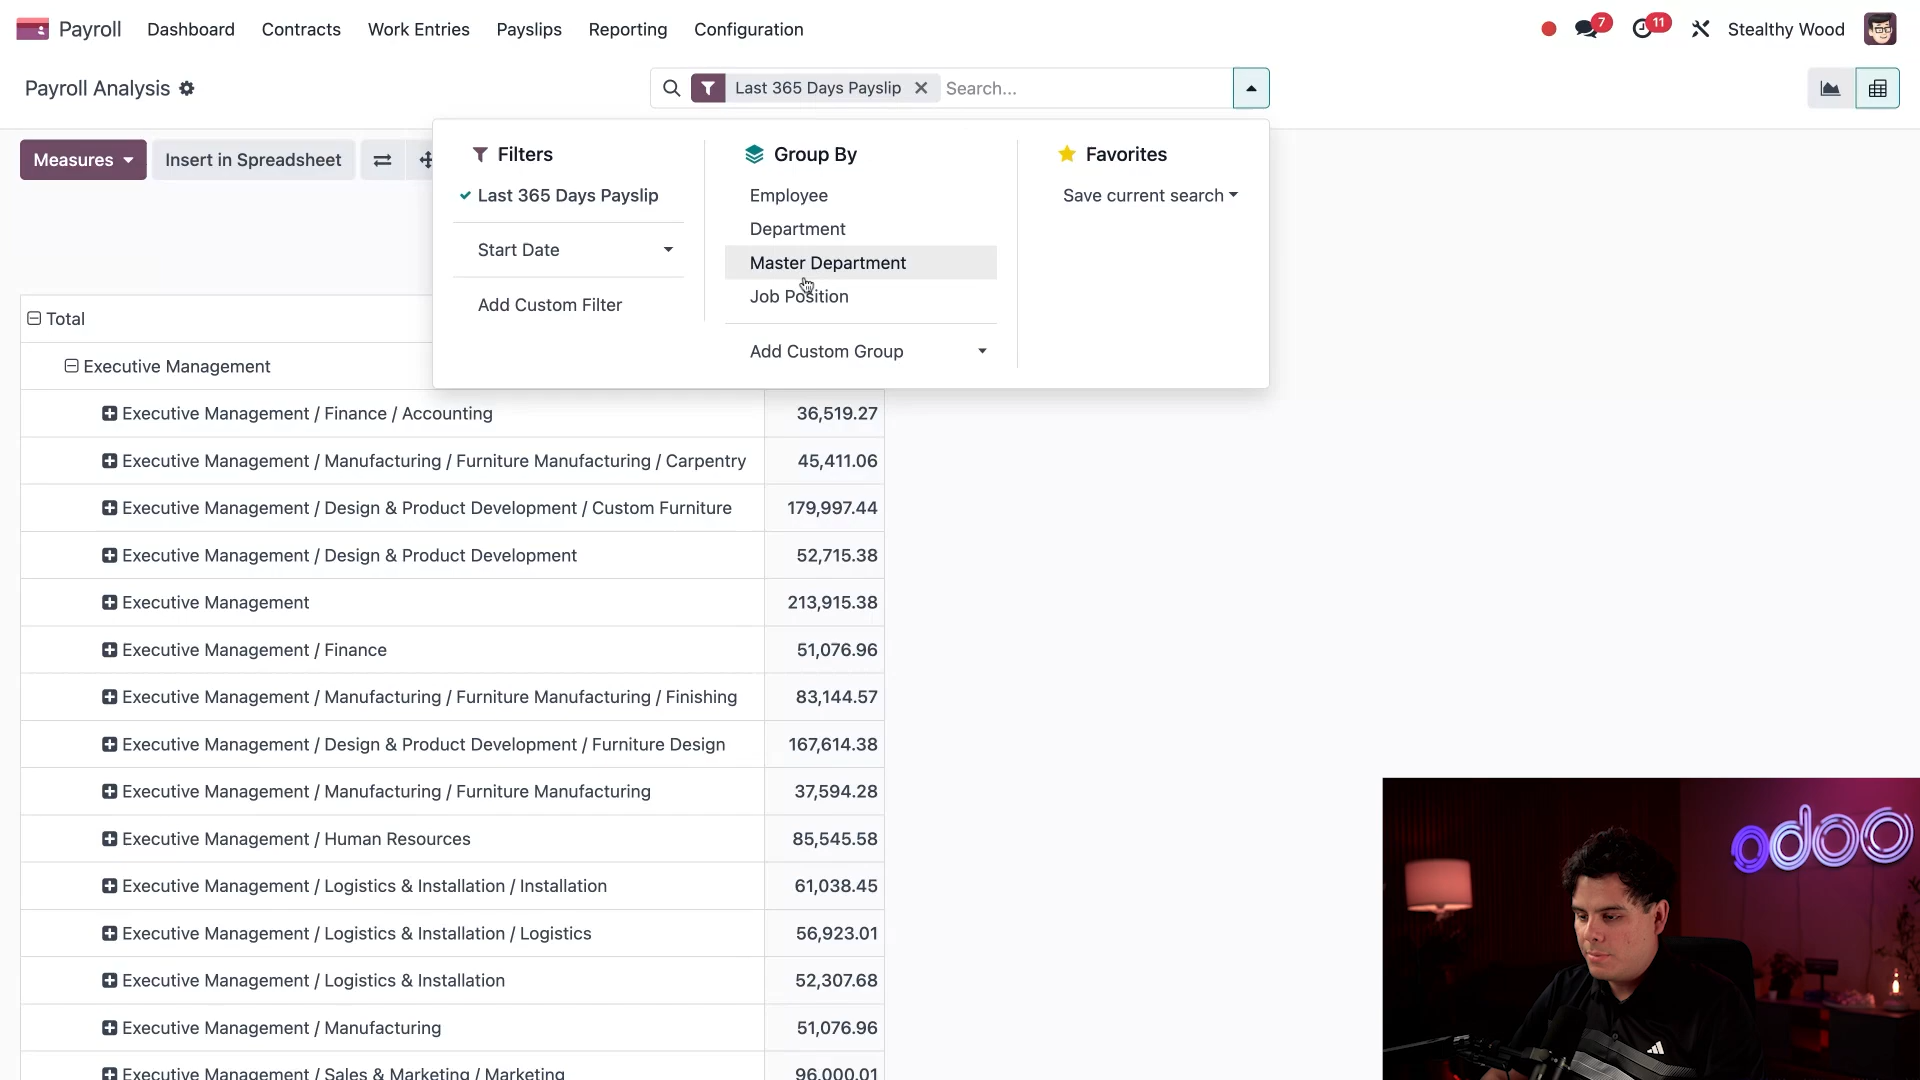 Payroll Dashboard Contracts Work Entries Payslips Reporting Configuration 7 11 Stealthy Wood
Payroll Analysis Last 365 Days Payslip Search...
Measures Insert in Spreadsheet
Filters
Last 365 Days Payslip
Start Date
Add Custom Filter
Group By
Employee
Department
Master Department
Job Position
Add Custom Group
Favorites
Save current search
Total
Executive Management
Executive Management / Finance / Accounting 36,519.27
Executive Management / Manufacturing / Furniture Manufacturing / Carpentry 45,411.06
Executive Management / Design & Product Development / Custom Furniture 179,997.44
Executive Management / Design & Product Development 52,715.38
Executive Management 213,915.38
Executive Management / Finance 51,076.96
Executive Management / Manufacturing / Furniture Manufacturing / Finishing 83,144.57
Executive Management / Design & Product Development / Furniture Design 167,614.38
Executive Management / Manufacturing / Furniture Manufacturing 37,594.28
Executive Management / Human Resources 85,545.58
Executive Management / Logistics & Installation / Installation 61,038.45
Executive Management / Logistics & Installation / Logistics 56,923.01
Executive Management / Logistics & Installation 52,307.68
Executive Management / Manufacturing 51,076.96
Executive Management / Sales & Marketing / Marketing 96,000.01
odoo